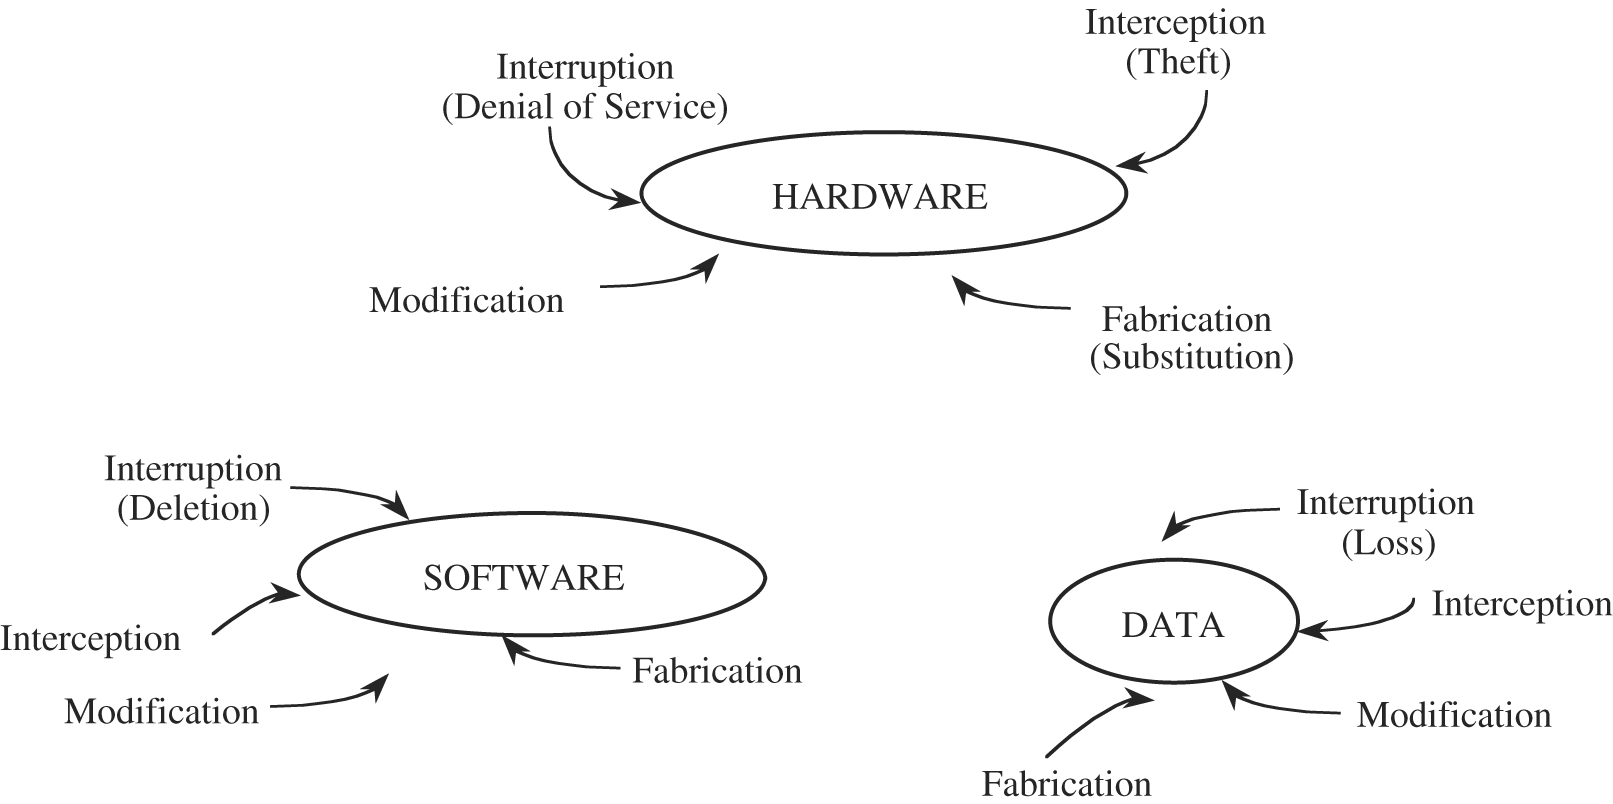 Interception
(Theft)
Interruption
(Denial of Service)
HARDWARE
Modification
Fabrication
(Substitution)
Interruption
(Deletion)
SOFTWARE
Interception
Fabrication
Modification
Interruption
(Loss)
Interception
DATA
Modification
Fabrication